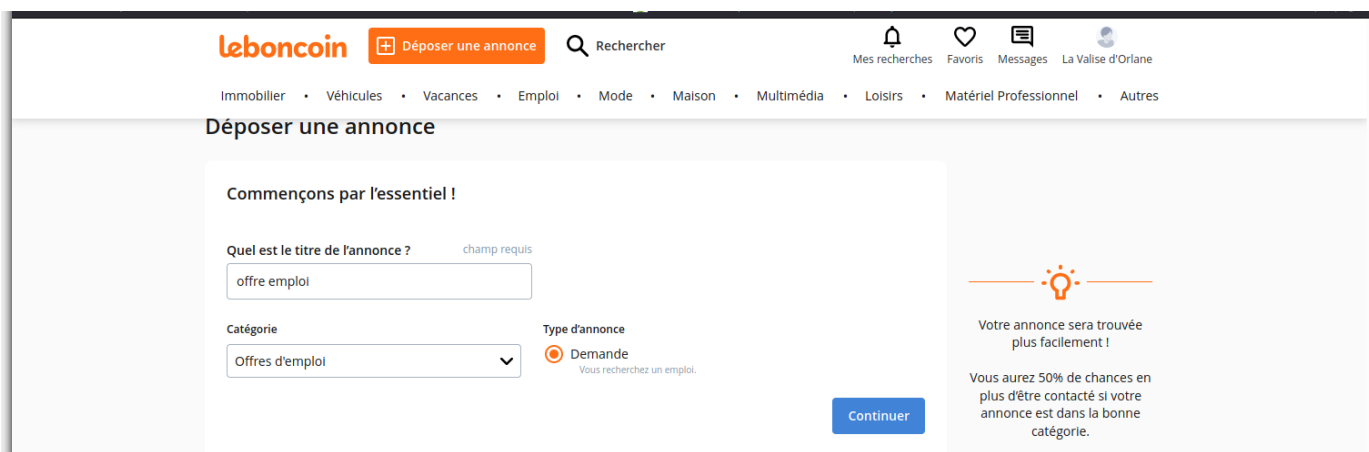 leboncoin
Déposer une annonce
Rechercher
Mes recherches
Favoris
Messages
La Valise d'Orlane
Immobilier • Véhicules • Vacances • Emploi • Mode • Maison • Multimédia • Loisirs • Matériel Professionnel • Autres
Déposer une annonce
Commençons par l'essentiel !
Quel est le titre de l'annonce ?
champ requis
offre emploi
Catégorie
Offres d'emploi
Type d'annonce
Demande
Vous recherchez un emploi.
Continuer
Votre annonce sera trouvée
plus facilement !
Vous aurez 50% de chances en
plus d'être contacté si votre
annonce est dans la bonne
catégorie.